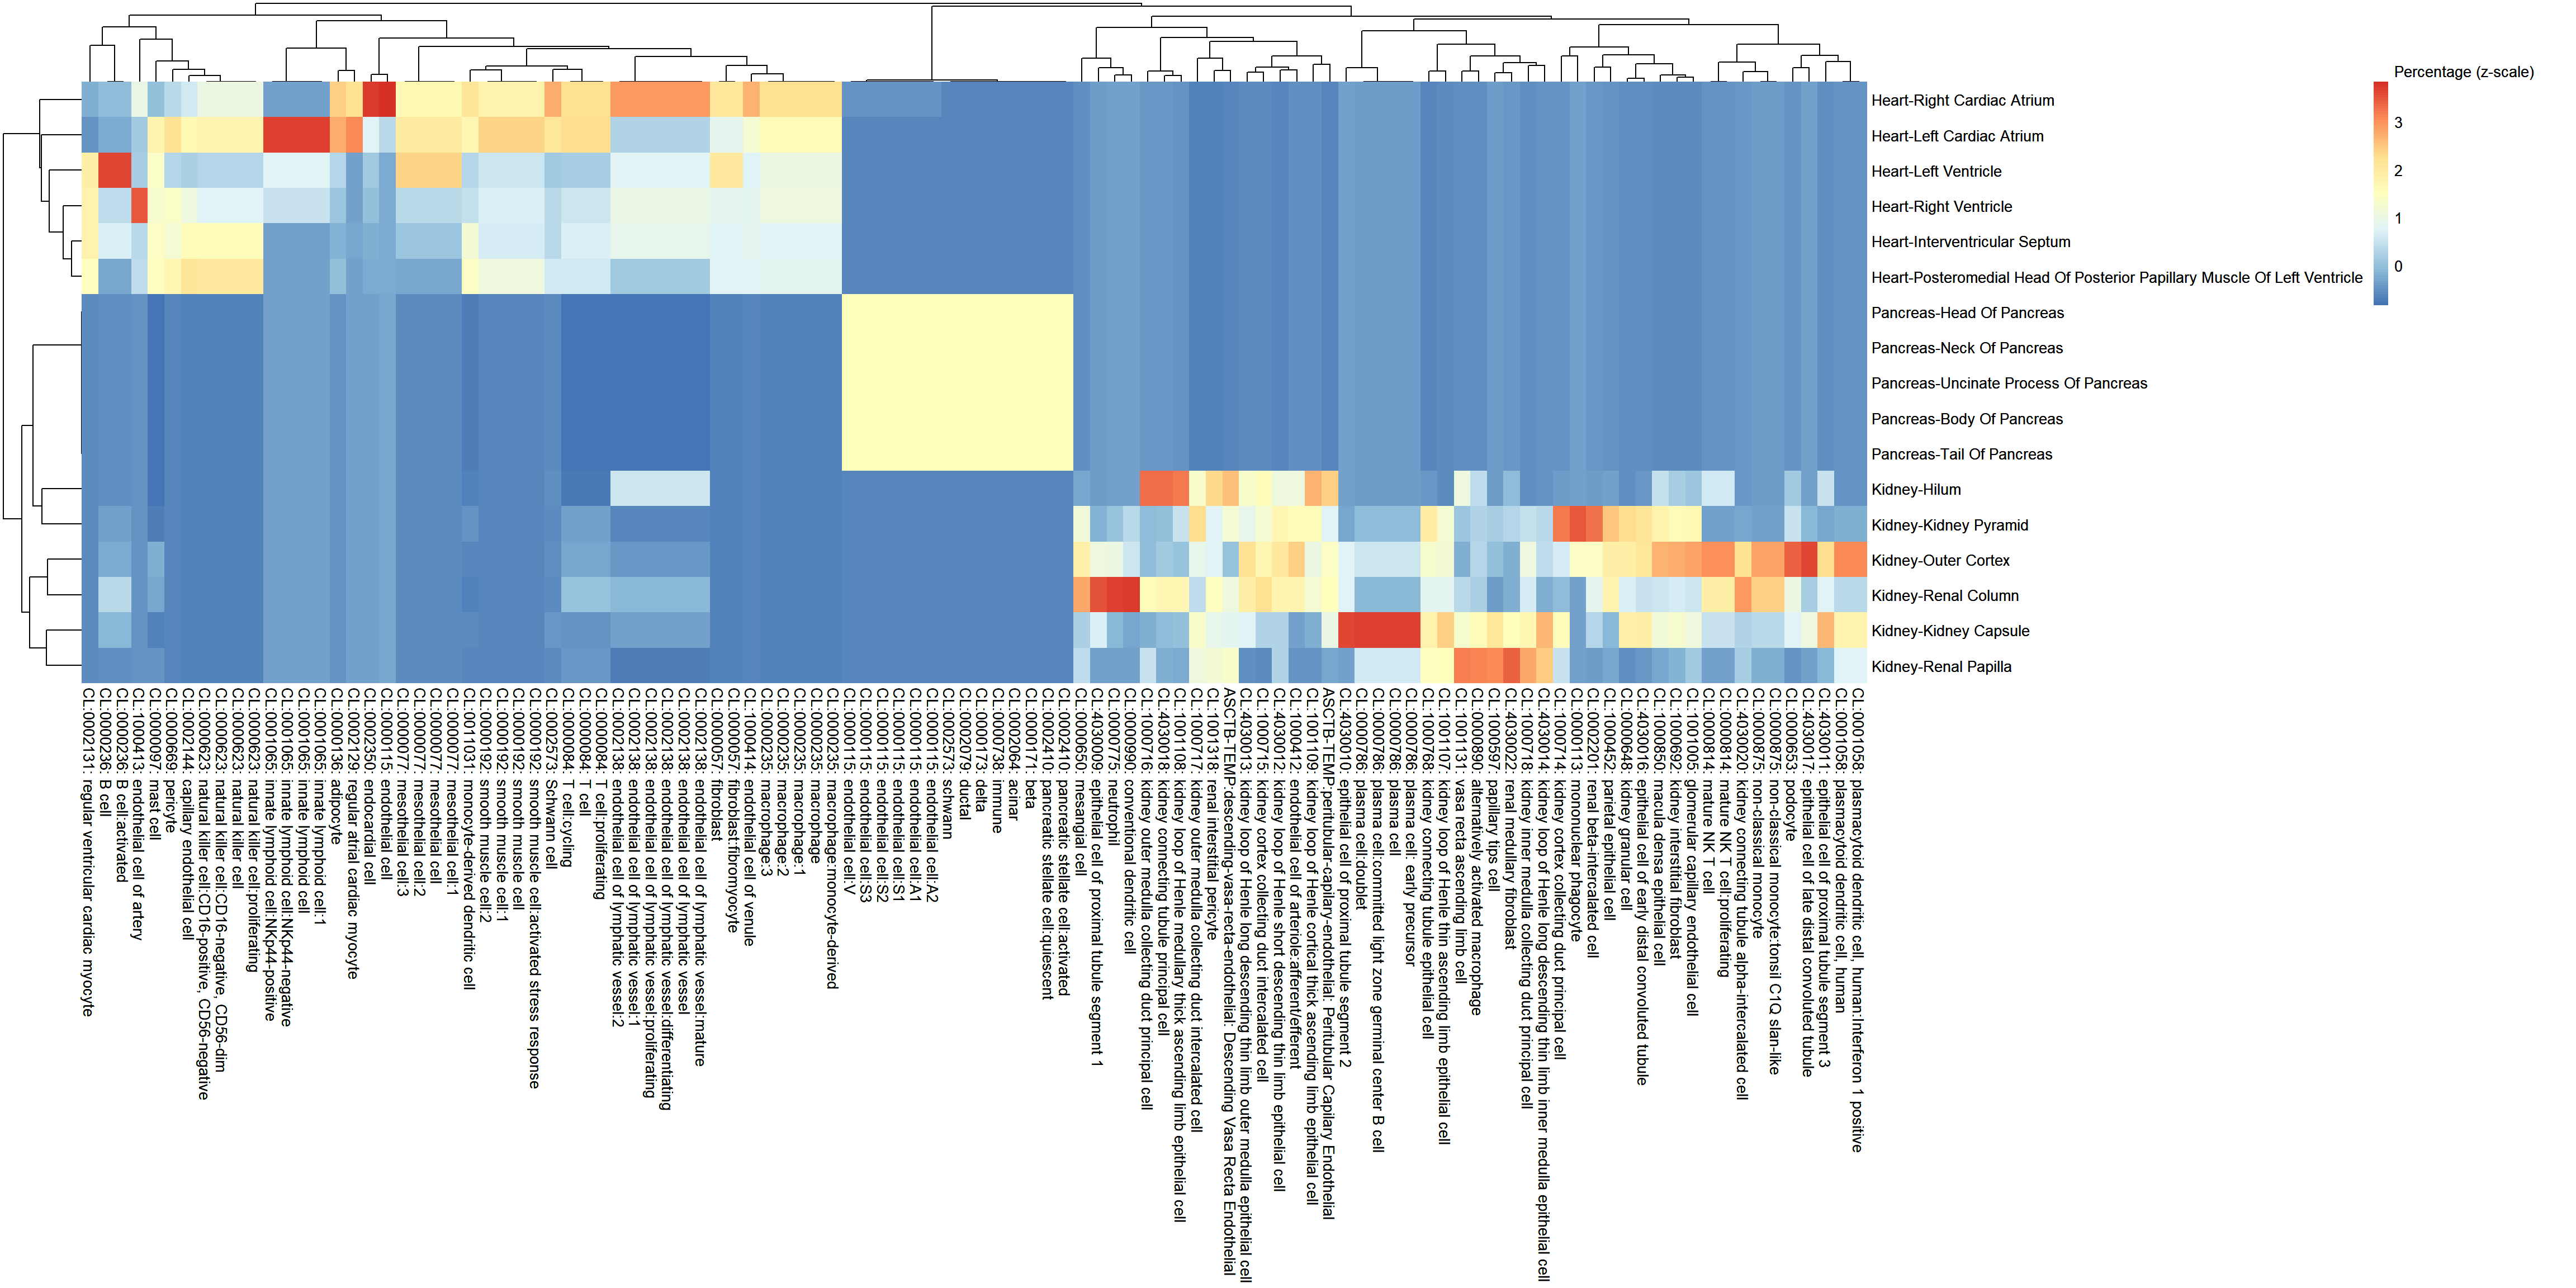 Percentage (z-scale)
3
2
1
0
Heart-Right Cardiac Atrium
Heart-Left Cardiac Atrium
Heart-Left Ventricle
Heart-Right Ventricle
Heart-Interventricular Septum
Heart-Posteromedial Head Of Posterior Papillary Muscle Of Left Ventricle
Pancreas-Head Of Pancreas
Pancreas-Neck Of Pancreas
Pancreas-Uncinate Process Of Pancreas
Pancreas-Body Of Pancreas
Pancreas-Tail Of Pancreas
Kidney-Hilum
Kidney-Kidney Pyramid
Kidney-Outer Cortex
Kidney-Renal Column
Kidney-Kidney Capsule
Kidney-Renal Papilla
CL:0002131: regular ventricular cardiac myocyte
CL:0000236: B cell
CL:0000236: B cell:activated
CL:1000413: endothelial cell of artery
CL:0000097: mast cell
CL:0000669: pericyte
CL:0002144: capillary endothelial cell
CL:0000623: natural killer cell:CD16-positive, CD56-negative
CL:0000623: natural killer cell:CD16-negative, CD56-dim
CL:0000623: natural killer cell
CL:0000623: natural killer cell:proliferating
CL:0001065: innate lymphoid cell:NKp44-positive
CL:0001065: innate lymphoid cell:NKp44-negative
CL:0001065: innate lymphoid cell
CL:0001065: innate lymphoid cell:1
CL:0000136: adipocyte
CL:0002129: regular atrial cardiac myocyte
CL:0002350: endocardial cell
CL:0000115: endothelial cell
CL:0000077: mesothelial cell:3
CL:0000077: mesothelial cell:2
CL:0000077: mesothelial cell
CL:0000077: mesothelial cell:1
CL:0011031: monocyte-derived dendritic cell
CL:0000192: smooth muscle cell:2
CL:0000192: smooth muscle cell:1
CL:0000192: smooth muscle cell
CL:0000192: smooth muscle cell:activated stress response
CL:0002573: Schwann cell
CL:0000084: T cell:cycling
CL:0000084: T cell
CL:0000084: T cell:proliferating
CL:0002138: endothelial cell of lymphatic vessel:2
CL:0002138: endothelial cell of lymphatic vessel:1
CL:0002138: endothelial cell of lymphatic vessel:proliferating
CL:0002138: endothelial cell of lymphatic vessel:differentiating
CL:0002138: endothelial cell of lymphatic vessel
CL:0002138: endothelial cell of lymphatic vessel:mature
CL:0000057: fibroblast
CL:0000057: fibroblast:fibromyocyte
CL:1000414: endothelial cell of venule
CL:0000235: macrophage:3
CL:0000235: macrophage:2
CL:0000235: macrophage:1
CL:0000235: macrophage
CL:0000235: macrophage:monocyte-derived
CL:0000115: endothelial cell:V
CL:0000115: endothelial cell:S3
CL:0000115: endothelial cell:S2
CL:0000115: endothelial cell:S1
CL:0000115: endothelial cell:A1
CL:0000115: endothelial cell:A2
CL:0002573: schwann
CL:0002079: ductal
CL:0000173: delta
CL:0000738: immune
CL:0002064: acinar
CL:0000171: beta
CL:0002410: pancreatic stellate cell:quiescent
CL:0002410: pancreatic stellate cell:activated
CL:0000650: mesangial cell
CL:4030009: epithelial cell of proximal tubule segment 1
CL:0000775: neutrophil
CL:0000990: conventional dendritic cell
CL:1000716: kidney outer medulla collecting duct principal cell
CL:4030018: kidney connecting tubule principal cell
CL:1001108: kidney loop of Henle medullary thick ascending limb epithelial cell
CL:1000717: kidney outer medulla collecting duct intercalated cell
CL:1001318: renal interstitial pericyte
ASCTB-TEMP:descending-vasa-recta-endothelial: Descending Vasa Recta Endothelial
CL:4030013: kidney loop of Henle long descending thin limb outer medulla epithelial cell
CL:1000715: kidney cortex collecting duct intercalated cell
CL:4030012: kidney loop of Henle short descending thin limb epithelial cell
CL:1000412: endothelial cell of arteriole:afferent/efferent
CL:1001109: kidney loop of Henle cortical thick ascending limb epithelial cell
ASCTB-TEMP:peritubular-capilary-endothelial: Peritubular Capilary Endothelial
CL:4030010: epithelial cell of proximal tubule segment 2
CL:0000786: plasma cell:doublet
CL:0000786: plasma cell:committed light zone germinal center B cell
CL:0000786: plasma cell
CL:0000786: plasma cell: early precursor
CL:1000768: kidney connecting tubule epithelial cell
CL:1001107: kidney loop of Henle thin ascending limb epithelial cell
CL:1001131: vasa recta ascending limb cell
CL:0000890: alternatively activated macrophage
CL:1000597: papillary tips cell
CL:4030022: renal medullary fibroblast
CL:1000718: kidney inner medulla collecting duct principal cell
CL:4030014: kidney loop of Henle long descending thin limb inner medulla epithelial cell
CL:1000714: kidney cortex collecting duct principal cell
CL:0000113: mononuclear phagocyte
CL:0002201: renal beta-intercalated cell
CL:1000452: parietal epithelial cell
CL:0000648: kidney granular cell
CL:4030016: epithelial cell of early distal convoluted tubule
CL:1000850: macula densa epithelial cell
CL:1000692: kidney interstitial fibroblast
CL:1001005: glomerular capillary endothelial cell
CL:0000814: mature NK T cell
CL:0000814: mature NK T cell:proliferating
CL:4030020: kidney connecting tubule alpha-intercalated cell
CL:0000875: non-classical monocyte
CL:0000875: non-classical monocyte:tonsil C1Q slan-like
CL:0000653: podocyte
CL:4030017: epithelial cell of late distal convoluted tubule
CL:4030011: epithelial cell of proximal tubule segment 3
CL:0001058: plasmacytoid dendritic cell, human
CL:0001058: plasmacytoid dendritic cell, human:Interferon 1 positive